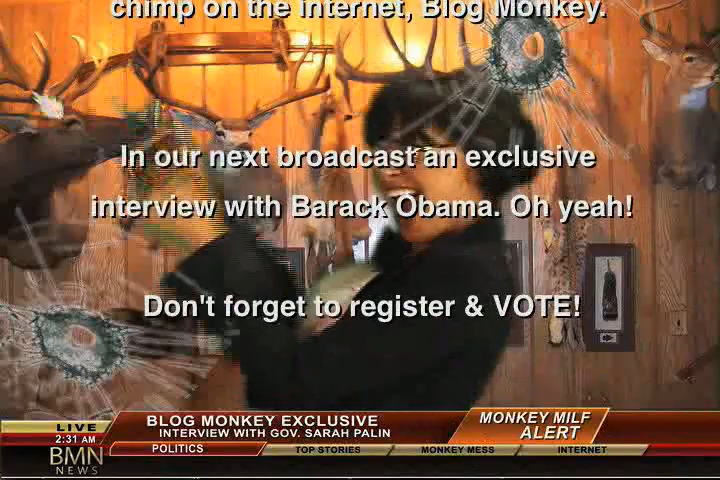 chimp on the internet, Blog Monkey.
In our next broadcast an exclusive
interview with Barack Obama. Oh yeah!
Don't forget to register & VOTE!
LIVE
2:31 AM
BMN
NEWS
BLOG MONKEY EXCLUSIVE
INTERVIEW WITH GOV. SARAH PALIN
MONKEY MILF
ALERT
POLITICS
TOP STORIES
MONKEY MESS
INTERNET